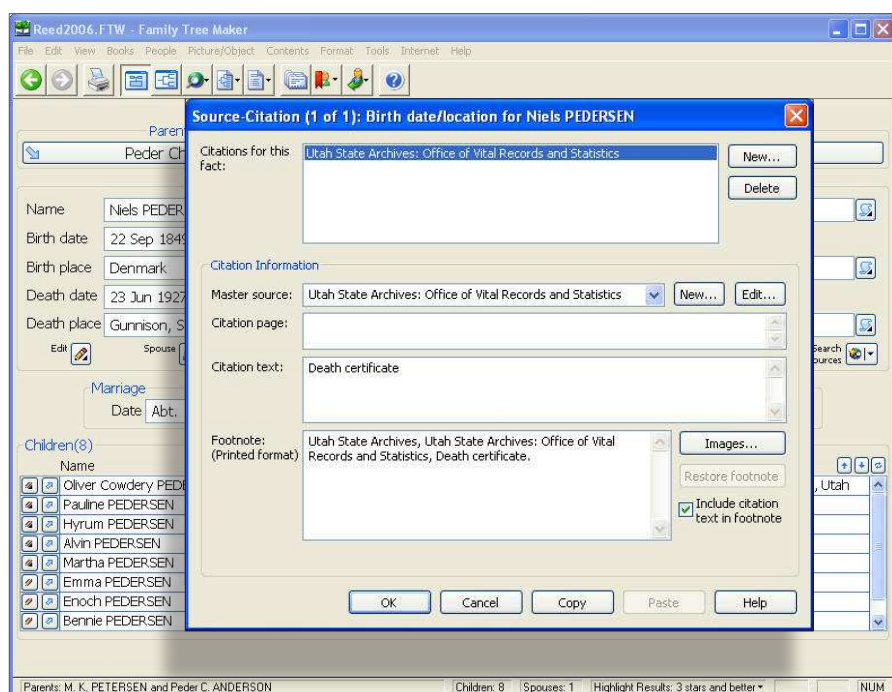 Reed2006.FTW - Family Tree Maker
File Edit View Books People Picture/Object Contents Format Tools Internet Help
Source-Citation (1 of 1): Birth date/location for Niels PEDERSEN
Paren
Peder Ch
Citations for this fact:
Utah State Archives: Office of Vital Records and Statistics
New...
Delete
Name Niels PEDER
Birth date 22 Sep 1849
Birth place Denmark
Death date 23 Jun 1927
Death place Gunnison, S
Edit Spouse
Search
ources
Marriage
Date Abt.
Citation Information
Master source: Utah State Archives: Office of Vital Records and Statistics New... Edit...
Citation page:
Citation text: Death certificate
Footnote:
(Printed format)
Utah State Archives, Utah State Archives: Office of Vital
Records and Statistics, Death certificate.
Images...
Restore footnote
Include citation
text in footnote
OK Cancel Copy Paste Help
Children(8)
Name
Oliver Cowdery PEDE
, Utah
Pauline PEDERSEN
Hyrum PEDERSEN
Alvin PEDERSEN
Martha PEDERSEN
Emma PEDERSEN
Enoch PEDERSEN
Bennie PEDERSEN
Parents: M. K. PETERSEN and Peder C. ANDERSON Children: 8 Spouses: 1 Highlight Results: 3 stars and better NUM